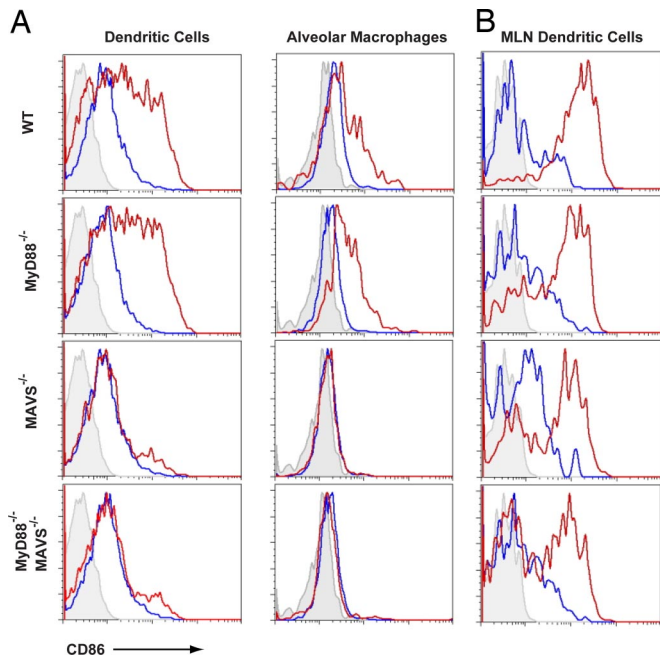 A
B
Dendritic Cells
Alveolar Macrophages
MLN Dendritic Cells
WT
MyD88-/-
MAVS-/-
MyD88-/-
MAVS-/-
CD86